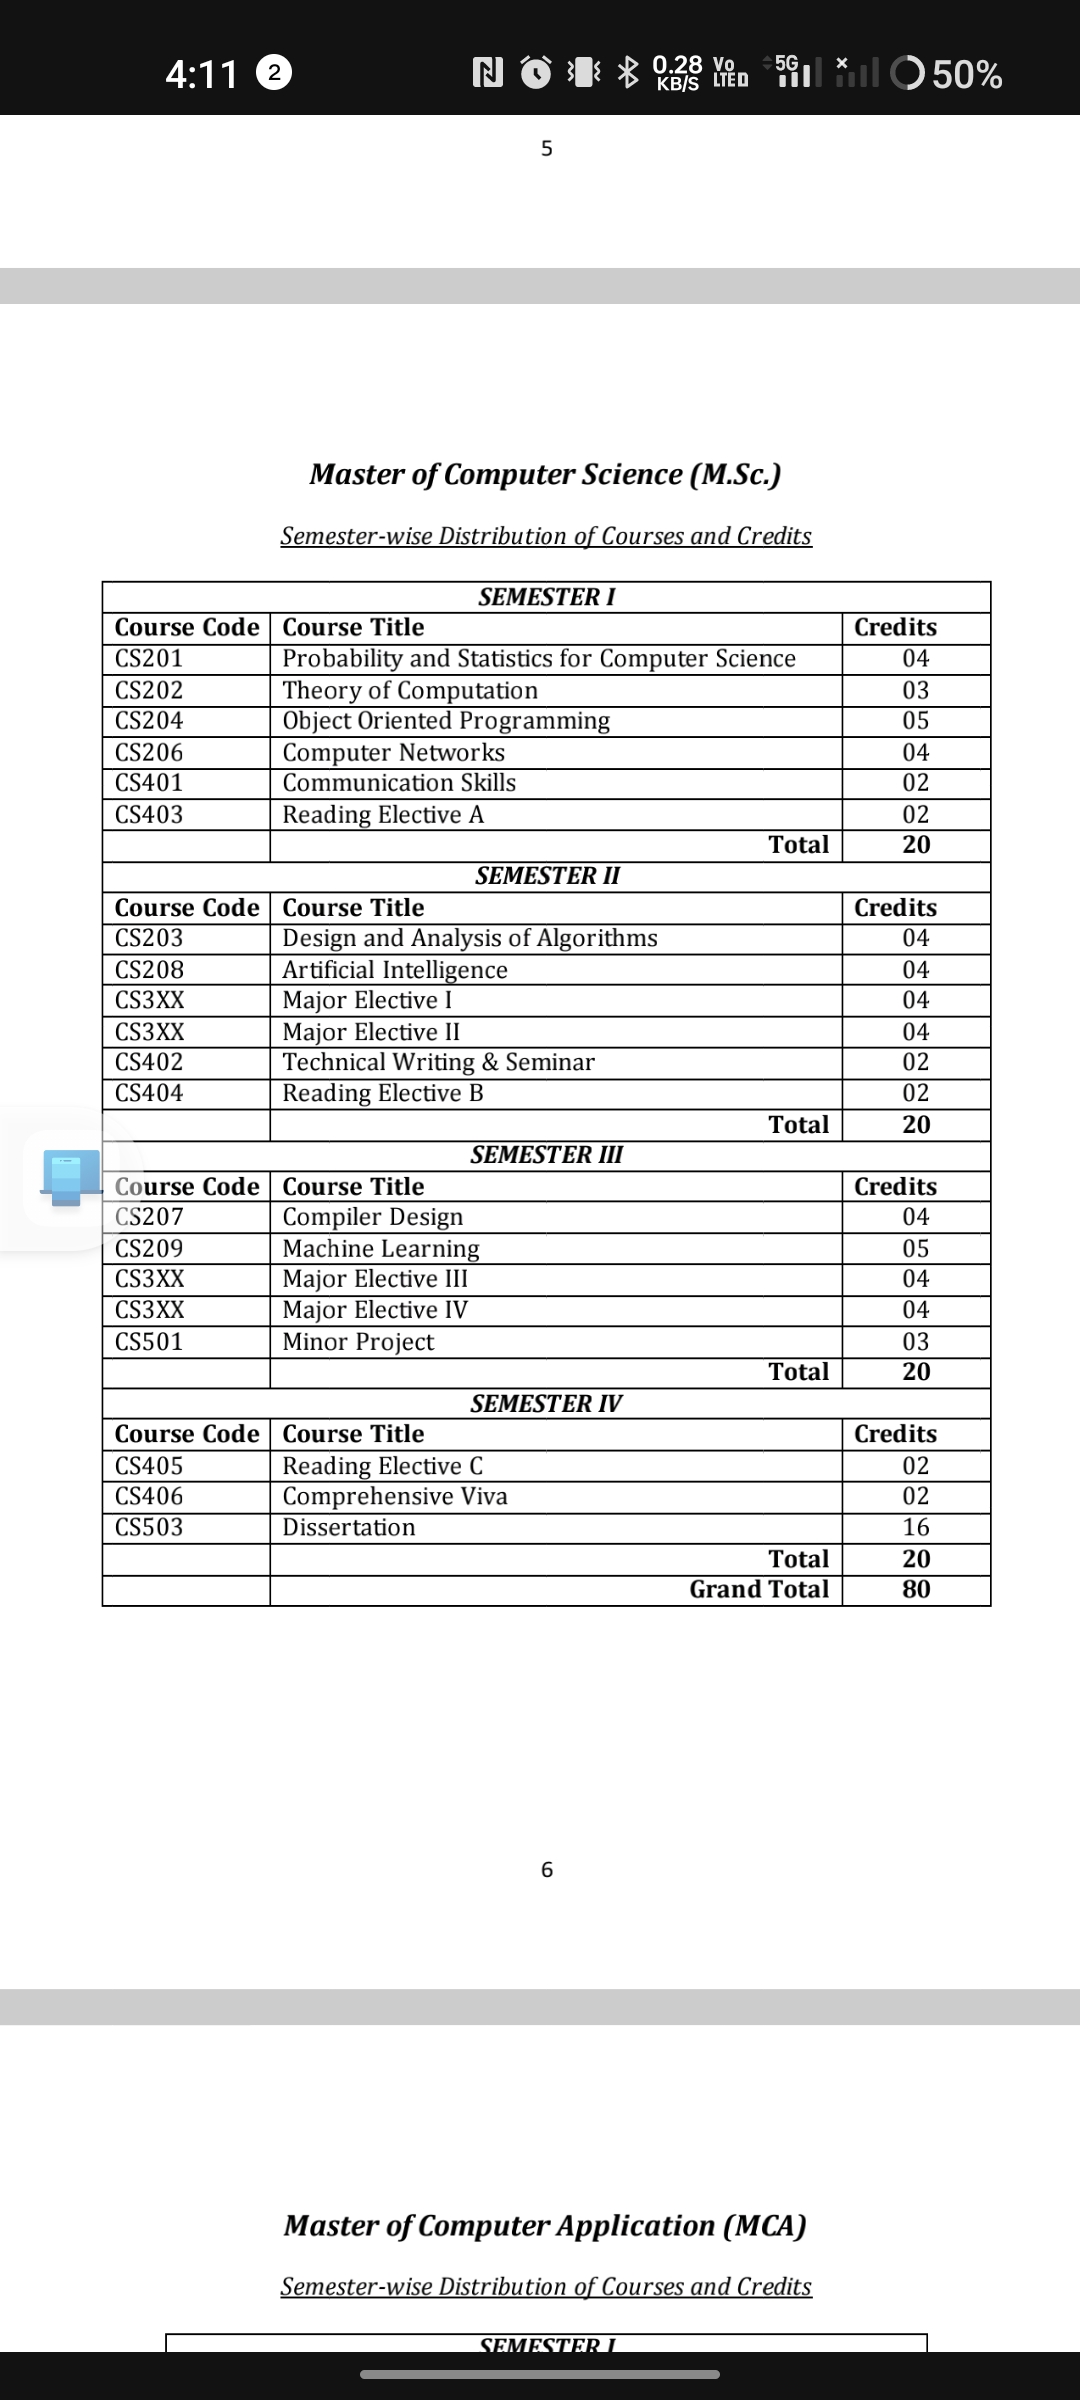 4:11 2 0.28 KB/S Vo LTED 5G 50%
5
Master of Computer Science (M.Sc.)
Semester-wise Distribution of Courses and Credits
SEMESTER I
Course Code Course Title Credits
CS201 Probability and Statistics for Computer Science 04
CS202 Theory of Computation 03
CS204 Object Oriented Programming 05
CS206 Computer Networks 04
CS401 Communication Skills 02
CS403 Reading Elective A 02
Total 20
SEMESTER II
Course Code Course Title Credits
CS203 Design and Analysis of Algorithms 04
CS208 Artificial Intelligence 04
CS3XX Major Elective I 04
CS3XX Major Elective II 04
CS402 Technical Writing & Seminar 02
CS404 Reading Elective B 02
Total 20
SEMESTER III
Course Code Course Title Credits
CS207 Compiler Design 04
CS209 Machine Learning 05
CS3XX Major Elective III 04
CS3XX Major Elective IV 04
CS501 Minor Project 03
Total 20
SEMESTER IV
Course Code Course Title Credits
CS405 Reading Elective C 02
CS406 Comprehensive Viva 02
CS503 Dissertation 16
Total 20
Grand Total 80
6
Master of Computer Application (MCA)
Semester-wise Distribution of Courses and Credits
SEMESTER I